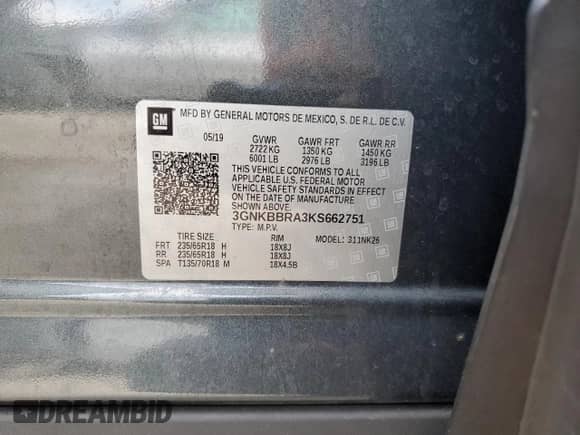 GM
MFD BY GENERAL MOTORS DE MEXICO, S. DE R.L. DE C.V.
05/19 GVWR GAWR FRT GAWR RR
2722 KG 1350 KG 1450 KG
6001 LB 2976 LB 3196 LB
THIS VEHICLE CONFORMS TO ALL
APPLICABLE U.S. FEDERAL MOTOR
VEHICLE SAFETY STANDARDS IN EFFECT
ON THE DATE OF MANUFACTURE
SHOWN ABOVE.
3GNKBBRA3KS662751
TYPE: M.P.V.
TIRE SIZE RIM MODEL: 311NK26
FRT 235/65R18 H 18X8J
RR 235/65R18 H 18X8J
SPA T135/70R18 M 18X4.5B
DREAMBID